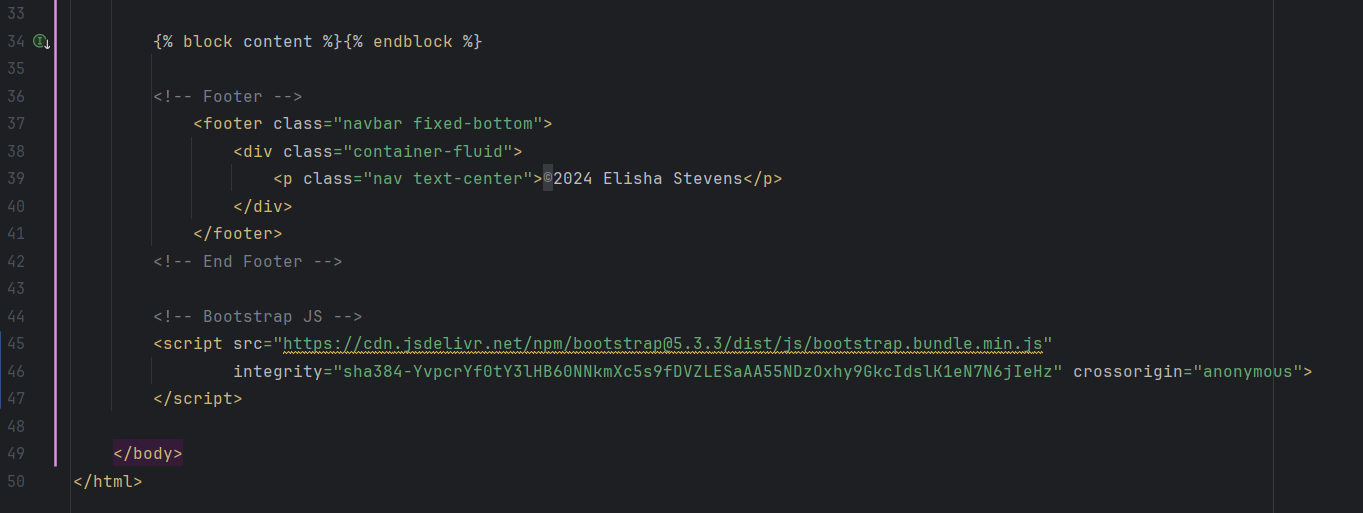 33
34 {% block content %}{% endblock %}
35
36 <!-- Footer -->
37 <footer class="navbar fixed-bottom">
38 <div class="container-fluid">
39 <p class="nav text-center">©2024 Elisha Stevens</p>
40 </div>
41 </footer>
42 <!-- End Footer -->
43
44 <!-- Bootstrap JS -->
45 <script src="https://cdn.jsdelivr.net/npm/bootstrap@5.3.3/dist/js/bootstrap.bundle.min.js"
46 integrity="sha384-YvpcrYf0tY3lHB60NNkmXc5s9fDVZLESaAA55NDzOxhy9GkcIdslK1eN7N6jIeHz" crossorigin="anonymous">
47 </script>
48
49 </body>
50 </html>